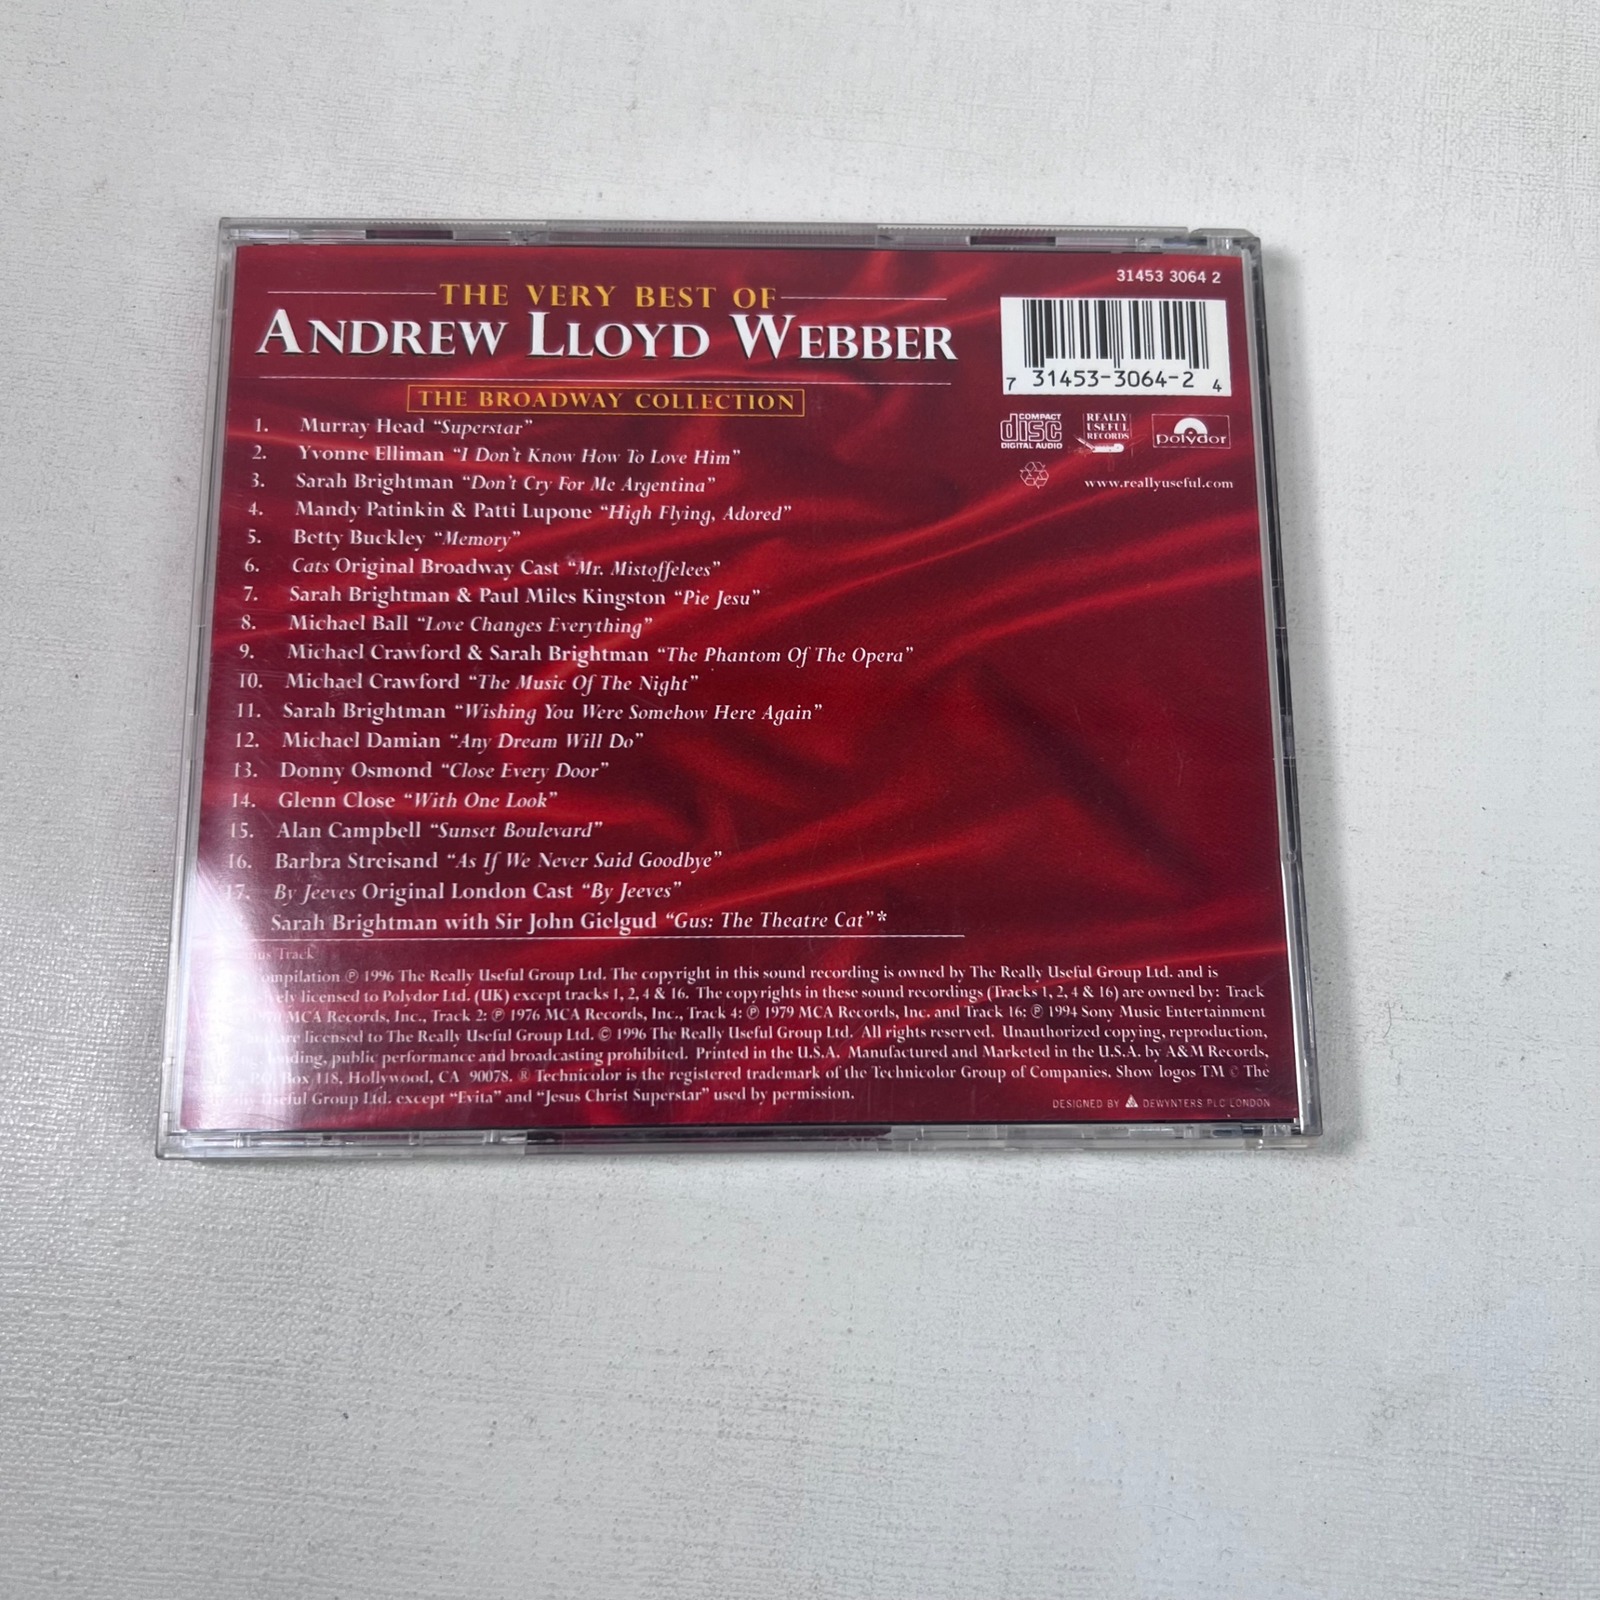 THE VERY BEST OF
ANDREW LLOYD WEBBER
THE BROADWAY COLLECTION
31453 3064 2
7 31453-3064-2 4
COMPACT
disc
DIGITAL AUDIO
REALLY
USEFUL
RECORDS
polydor
www.reallyuseful.com
1. Murray Head “Superstar”
2. Yvonne Elliman “I Don't Know How To Love Him”
3. Sarah Brightman “Don't Cry For Me Argentina”
4. Mandy Patinkin & Patti Lupone “High Flying, Adored”
5. Betty Buckley “Memory”
6. Cats Original Broadway Cast “Mr. Mistoffelees”
7. Sarah Brightman & Paul Miles Kingston “Pie Jesu”
8. Michael Ball “Love Changes Everything”
9. Michael Crawford & Sarah Brightman “The Phantom Of The Opera”
10. Michael Crawford “The Music Of The Night”
11. Sarah Brightman “Wishing You Were Somehow Here Again”
12. Michael Damian “Any Dream Will Do”
13. Donny Osmond “Close Every Door”
14. Glenn Close “With One Look”
15. Alan Campbell “Sunset Boulevard”
16. Barbra Streisand “As If We Never Said Goodbye”
17. By Jeeves Original London Cast “By Jeeves”
Sarah Brightman with Sir John Gielgud “Gus: The Theatre Cat”*
Track
℗ 1996 The Really Useful Group Ltd. The copyright in this sound recording is owned by The Really Useful Group Ltd. and is
licensed to Polydor Ltd. (UK) except tracks 1, 2, 4 & 16. The copyrights in these sound recordings (Tracks 1, 2, 4 & 16) are owned by: Track
MCA Records, Inc., Track 2: ℗ 1976 MCA Records, Inc., Track 4: ℗ 1979 MCA Records, Inc. and Track 16: ℗ 1994 Sony Music Entertainment
are licensed to The Really Useful Group Ltd. © 1996 The Really Useful Group Ltd. All rights reserved. Unauthorized copying, reproduction,
public performance and broadcasting prohibited. Printed in the U.S.A. Manufactured and Marketed in the U.S.A. by A&M Records,
P.O. Box 118, Hollywood, CA 90078. ® Technicolor is the registered trademark of the Technicolor Group of Companies. Show logos TM © The
Useful Group Ltd. except “Evita” and “Jesus Christ Superstar” used by permission.
DESIGNED BY DEWYNTERS PLC LONDON